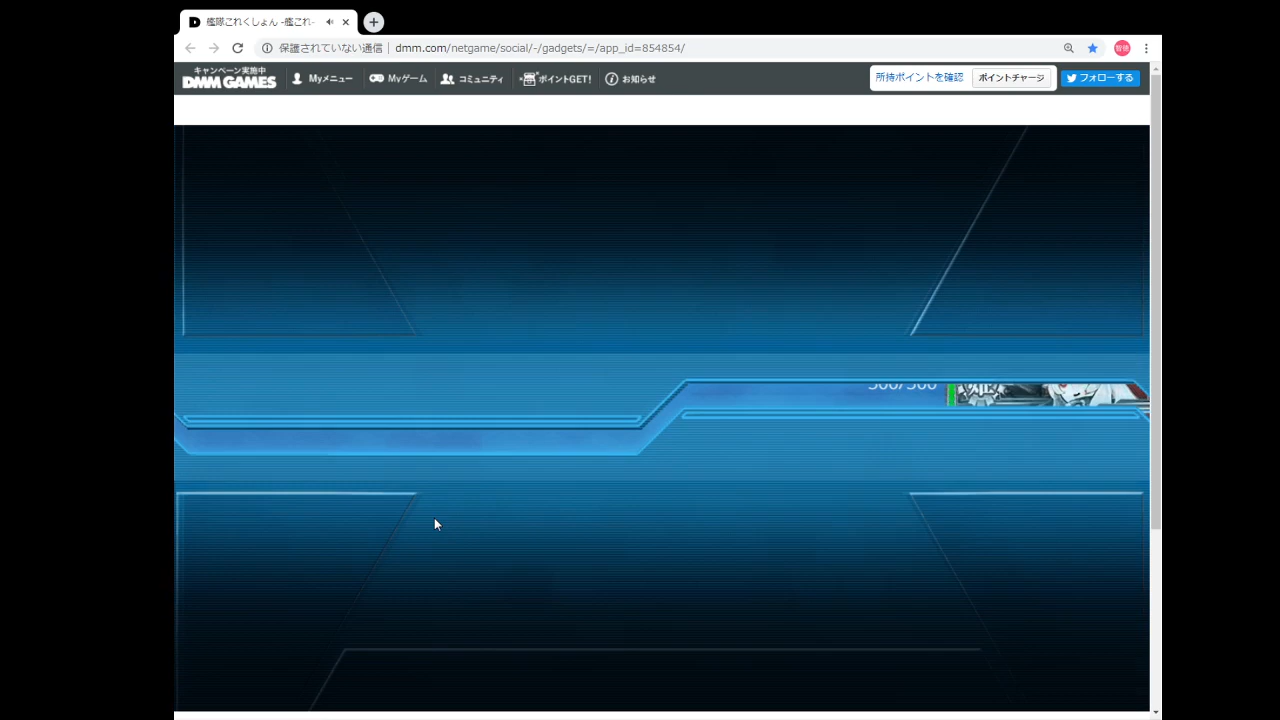 艦隊これくしょん -艦これ-
保護されていない通信 | dmm.com/netgame/social/-/gadgets/=/app_id=854854/
キャンペーン実施中
DMM GAMES
Myメニュー
Myゲーム
コミュニティ
ポイントGET!
お知らせ
所持ポイントを確認
ポイントチャージ
フォローする